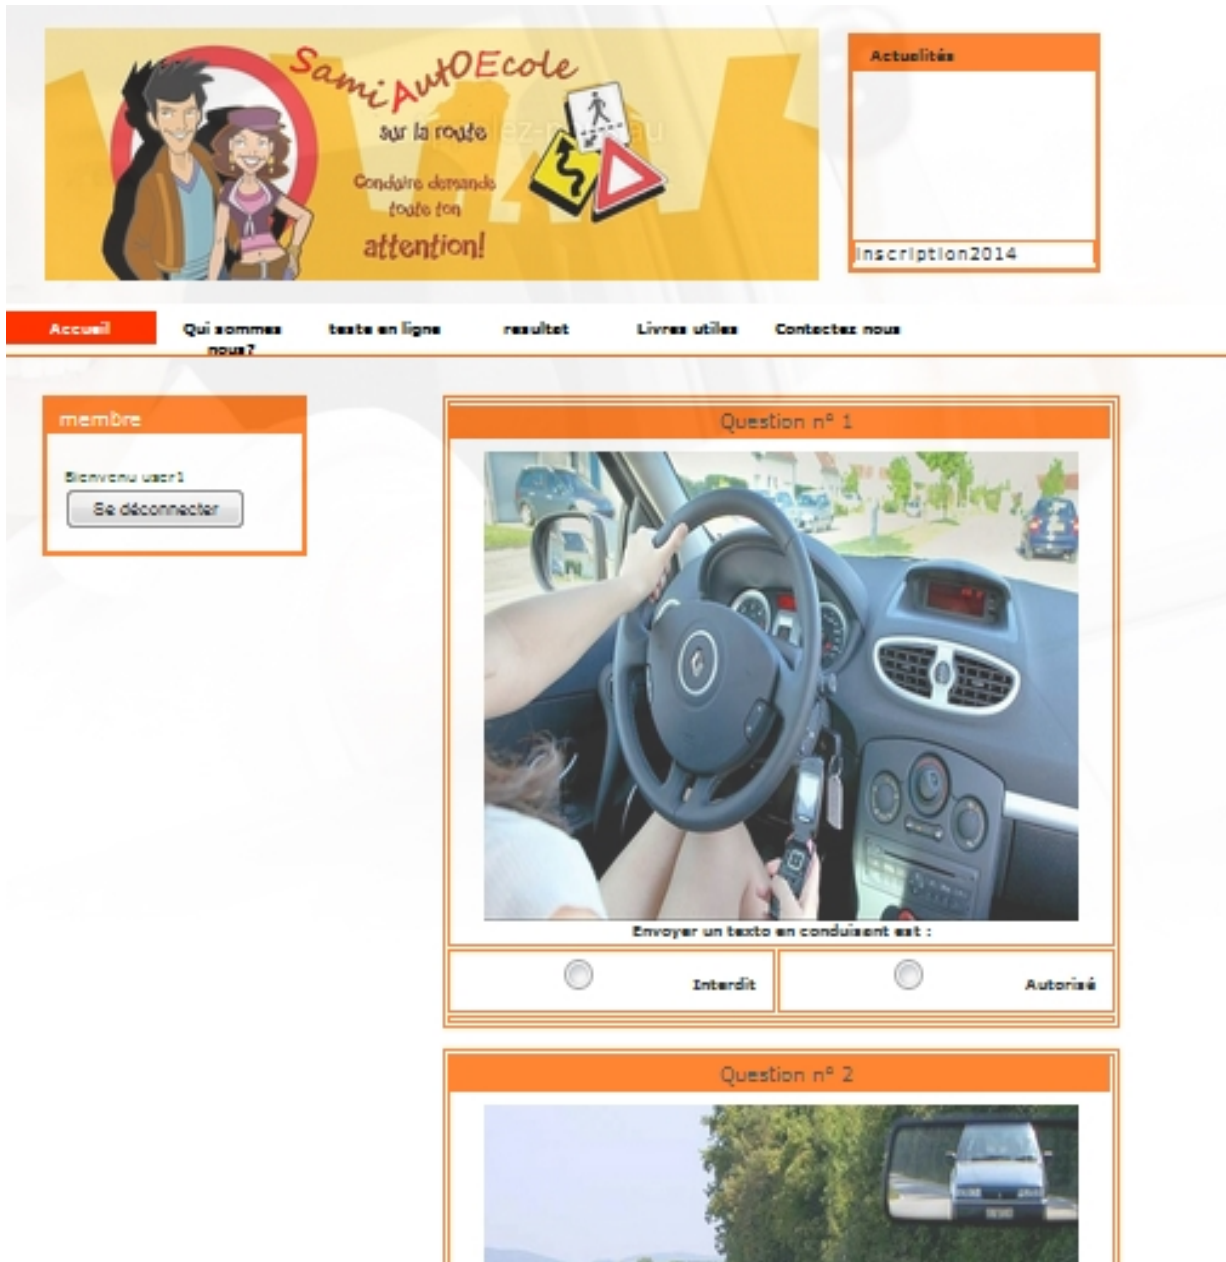 Sami AutOEcole
sur la route
Conduire demande
toute ton
attention!
Actualités
inscription2014
Accueil
Qui sommes
nous?
teste en ligne
resultat
Livres utiles
Contactez nous
membre
Bienvenu user1
Se déconnecter
Question n° 1
Envoyer un texto en conduisant est :
Interdit
Autorisé
Question n° 2